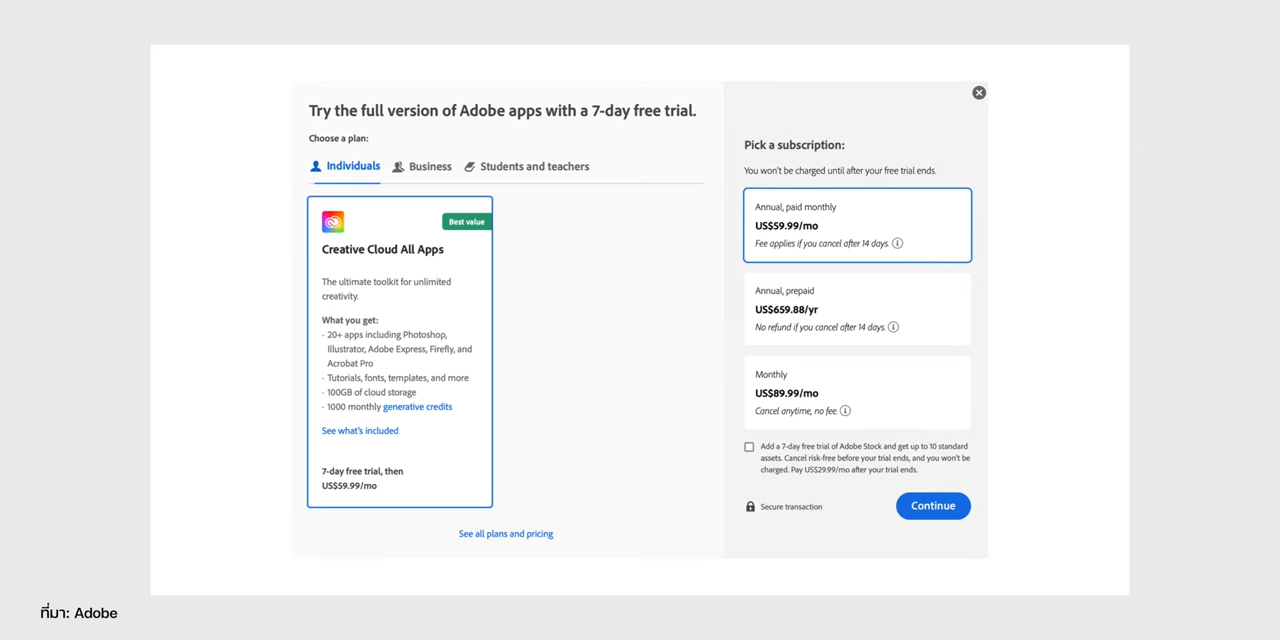 Try the full version of Adobe apps with a 7-day free trial.
Choose a plan:
Individuals Business Students and teachers
Best value
Creative Cloud All Apps
The ultimate toolkit for unlimited
creativity.
What you get:
· 20+ apps including Photoshop,
Illustrator, Adobe Express, Firefly, and
Acrobat Pro
· Tutorials, fonts, templates, and more
· 100GB of cloud storage
· 1000 monthly generative credits
See what's included
7-day free trial, then
US$59.99/mo
See all plans and pricing
Pick a subscription:
You won't be charged until after your free trial ends.
Annual, paid monthly
US$59.99/mo
Fee applies if you cancel after 14 days.
Annual, prepaid
US$659.88/yr
No refund if you cancel after 14 days.
Monthly
US$89.99/mo
Cancel anytime, no fee.
Add a 7-day free trial of Adobe Stock and get up to 10 standard
assets. Cancel risk-free before your trial ends, and you won't be
charged. Pay US$29.99/mo after your trial ends.
Secure transaction
Continue
ที่มา: Adobe